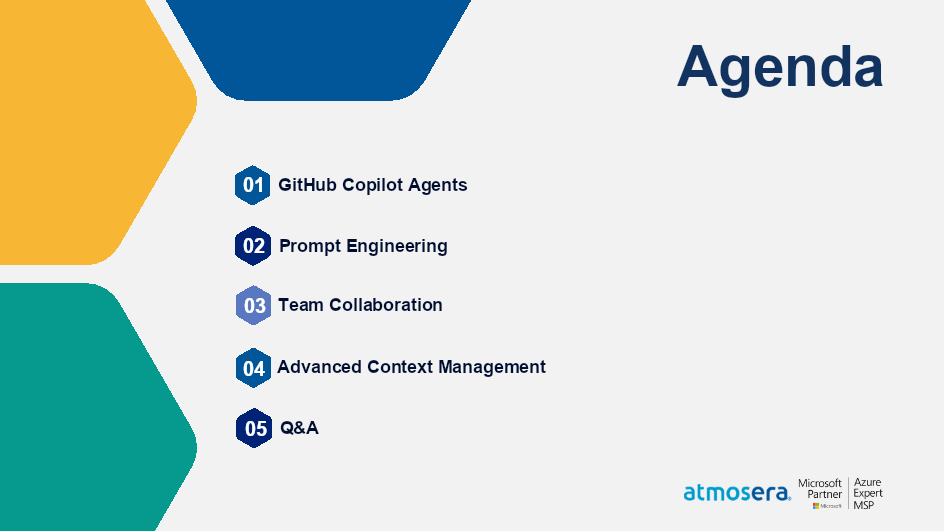 Agenda
01 GitHub Copilot Agents
02 Prompt Engineering
03 Team Collaboration
04 Advanced Context Management
05 Q&A
atmosera®
Microsoft
Partner
Microsoft
Azure
Expert
MSP